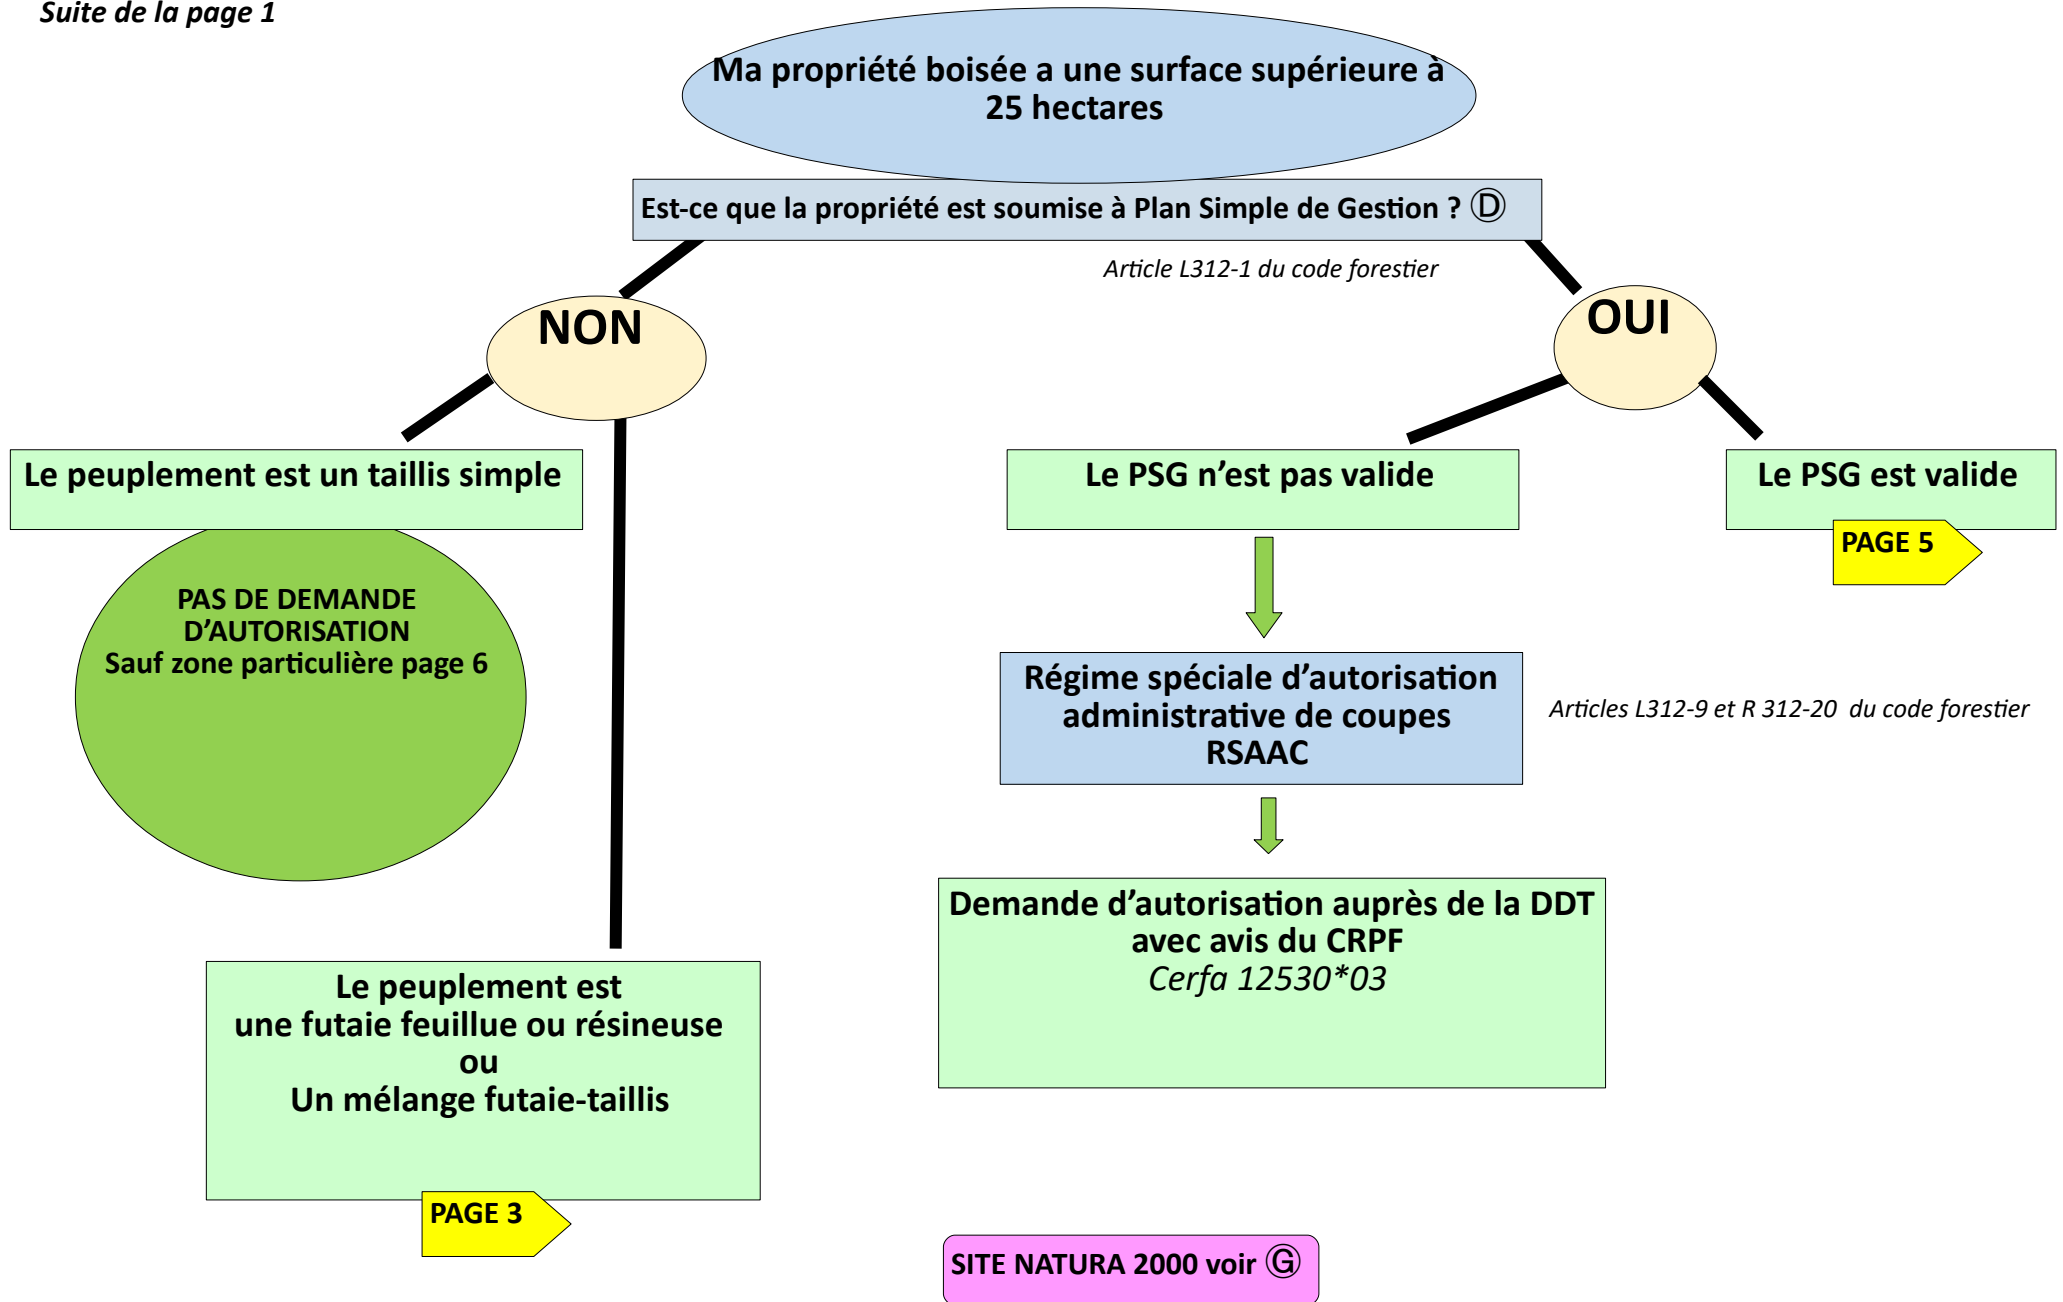 Suite de la page 1
Ma propriété boisée a une surface supérieure à
25 hectares
Est-ce que la propriété est soumise à Plan Simple de Gestion ? Ⓓ
Article L312-1 du code forestier
NON
OUI
Le peuplement est un taillis simple
Le PSG n’est pas valide
Le PSG est valide
PAGE 5
PAS DE DEMANDE
D’AUTORISATION
Sauf zone particulière page 6
Régime spéciale d’autorisation
administrative de coupes
RSAAC
Articles L312-9 et R 312-20  du code forestier
Demande d’autorisation auprès de la DDT
avec avis du CRPF
Cerfa 12530*03
Le peuplement est
une futaie feuillue ou résineuse
ou
Un mélange futaie-taillis
PAGE 3
SITE NATURA 2000 voir Ⓖ